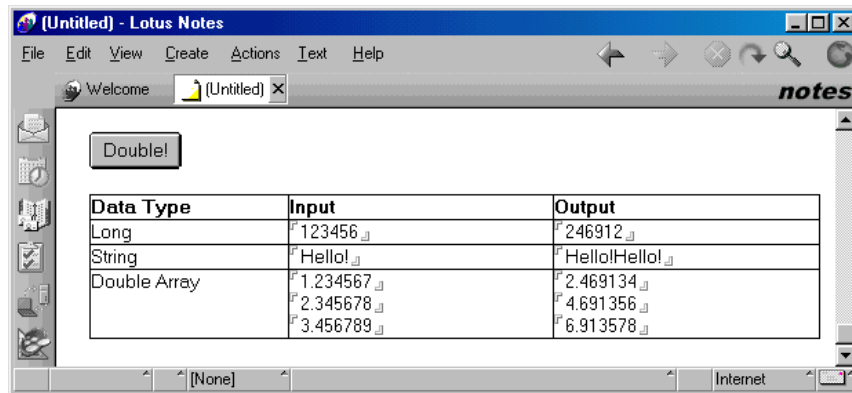 (Untitled) - Lotus Notes
File Edit View Create Actions Text Help
Welcome (Untitled)
notes
Double!
Data Type Input Output
Long 123456 246912
String Hello! Hello!Hello!
Double Array 1.234567 2.469134
2.345678 4.691356
3.456789 6.913578
[None] Internet